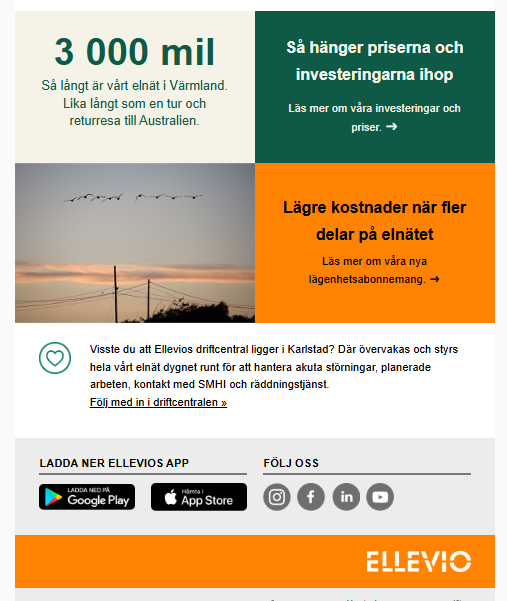 3 000 mil
Så långt är vårt elnät i Värmland.
Lika långt som en tur och
returresa till Australien.
Så hänger priserna och
investeringarna ihop
Läs mer om våra investeringar och
priser. ➔
Lägre kostnader när fler
delar på elnätet
Läs mer om våra nya
lägenhetsabonnemang. ➔
Visste du att Ellevios driftcentral ligger i Karlstad? Där övervakas och styrs
hela vårt elnät dygnet runt för att hantera akuta störningar, planerade
arbeten, kontakt med SMHI och räddningstjänst.
Följ med in i driftcentralen »
LADDA NER ELLEVIOS APP
FÖLJ OSS
LADDA NED PÅ
Google Play
Hämta i
App Store
ELLEVIO